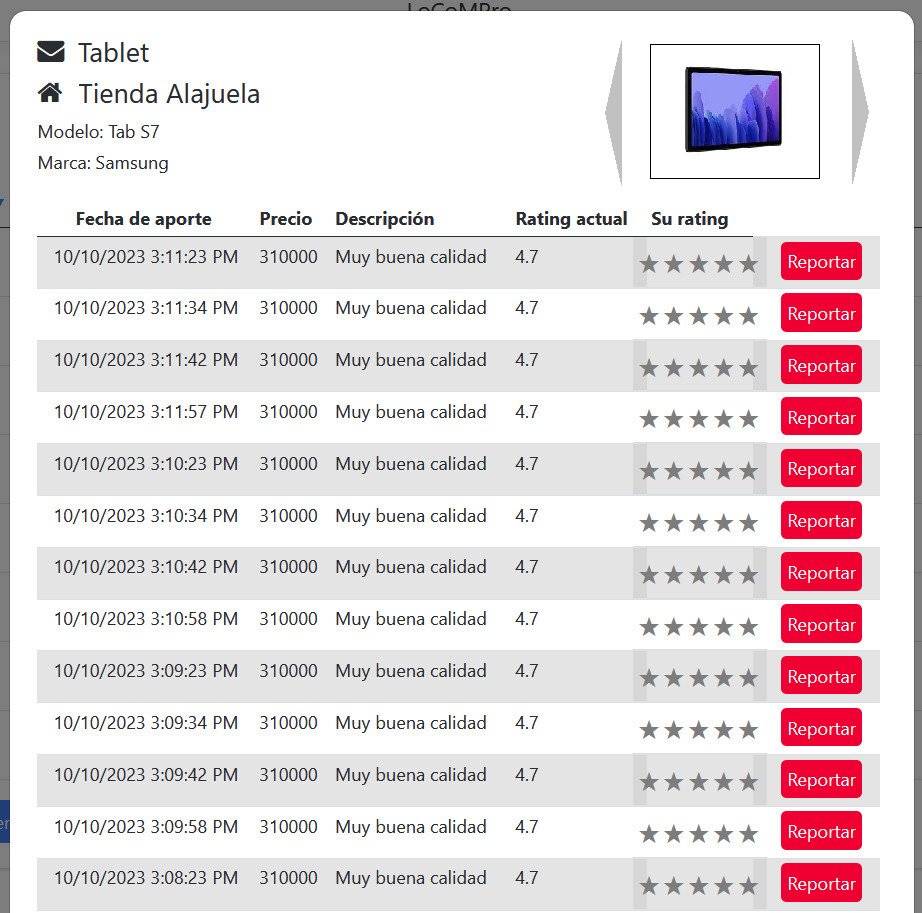 LoCoMPro
Tablet
Tienda Alajuela
Modelo: Tab S7
Marca: Samsung
Fecha de aporte Precio Descripción Rating actual Su rating
10/10/2023 3:11:23 PM 310000 Muy buena calidad 4.7 ★★★★★ Reportar
10/10/2023 3:11:34 PM 310000 Muy buena calidad 4.7 ★★★★★ Reportar
10/10/2023 3:11:42 PM 310000 Muy buena calidad 4.7 ★★★★★ Reportar
10/10/2023 3:11:57 PM 310000 Muy buena calidad 4.7 ★★★★★ Reportar
10/10/2023 3:10:23 PM 310000 Muy buena calidad 4.7 ★★★★★ Reportar
10/10/2023 3:10:34 PM 310000 Muy buena calidad 4.7 ★★★★★ Reportar
10/10/2023 3:10:42 PM 310000 Muy buena calidad 4.7 ★★★★★ Reportar
10/10/2023 3:10:58 PM 310000 Muy buena calidad 4.7 ★★★★★ Reportar
10/10/2023 3:09:23 PM 310000 Muy buena calidad 4.7 ★★★★★ Reportar
10/10/2023 3:09:34 PM 310000 Muy buena calidad 4.7 ★★★★★ Reportar
10/10/2023 3:09:42 PM 310000 Muy buena calidad 4.7 ★★★★★ Reportar
10/10/2023 3:09:58 PM 310000 Muy buena calidad 4.7 ★★★★★ Reportar
10/10/2023 3:08:23 PM 310000 Muy buena calidad 4.7 ★★★★★ Reportar